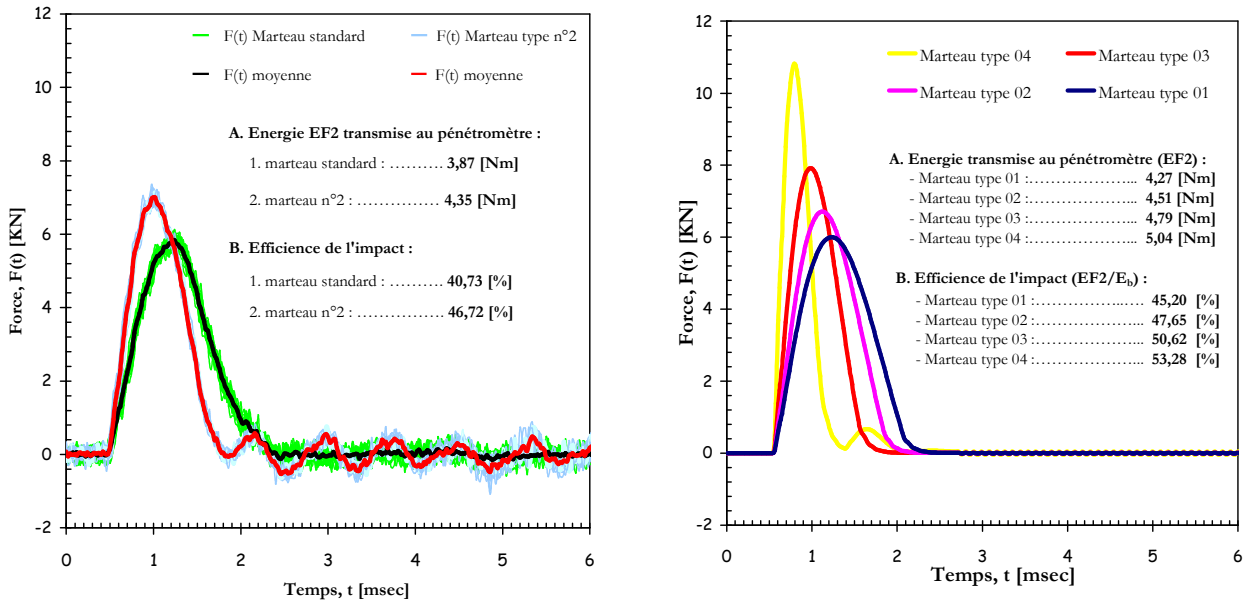 12
10
8
6
4
2
0
-2
Force, F(t) [KN]
F(t) Marteau standard
F(t) Marteau type n°2
F(t) moyenne
F(t) moyenne
A. Energie EF2 transmise au pénétromètre :
1. marteau standard : ………. 3,87 [Nm]
2. marteau n°2 : …………… 4,35 [Nm]
B. Efficience de l'impact :
1. marteau standard : ………. 40,73 [%]
2. marteau n°2 : …………… 46,72 [%]
0 1 2 3 4 5 6
Temps, t [msec]
12
10
8
6
4
2
0
-2
Force, F(t) [KN]
Marteau type 04
Marteau type 03
Marteau type 02
Marteau type 01
A. Energie transmise au pénétromètre (EF2) :
- Marteau type 01 :………………... 4,27 [Nm]
- Marteau type 02 :………………... 4,51 [Nm]
- Marteau type 03 :………………... 4,79 [Nm]
- Marteau type 04 :………………... 5,04 [Nm]
B. Efficience de l'impact (EF2/Eb) :
- Marteau type 01 :……………..…. 45,20 [%]
- Marteau type 02 :………………... 47,65 [%]
- Marteau type 03 :………………... 50,62 [%]
- Marteau type 04 :………………... 53,28 [%]
0 1 2 3 4 5 6
Temps, t [msec]